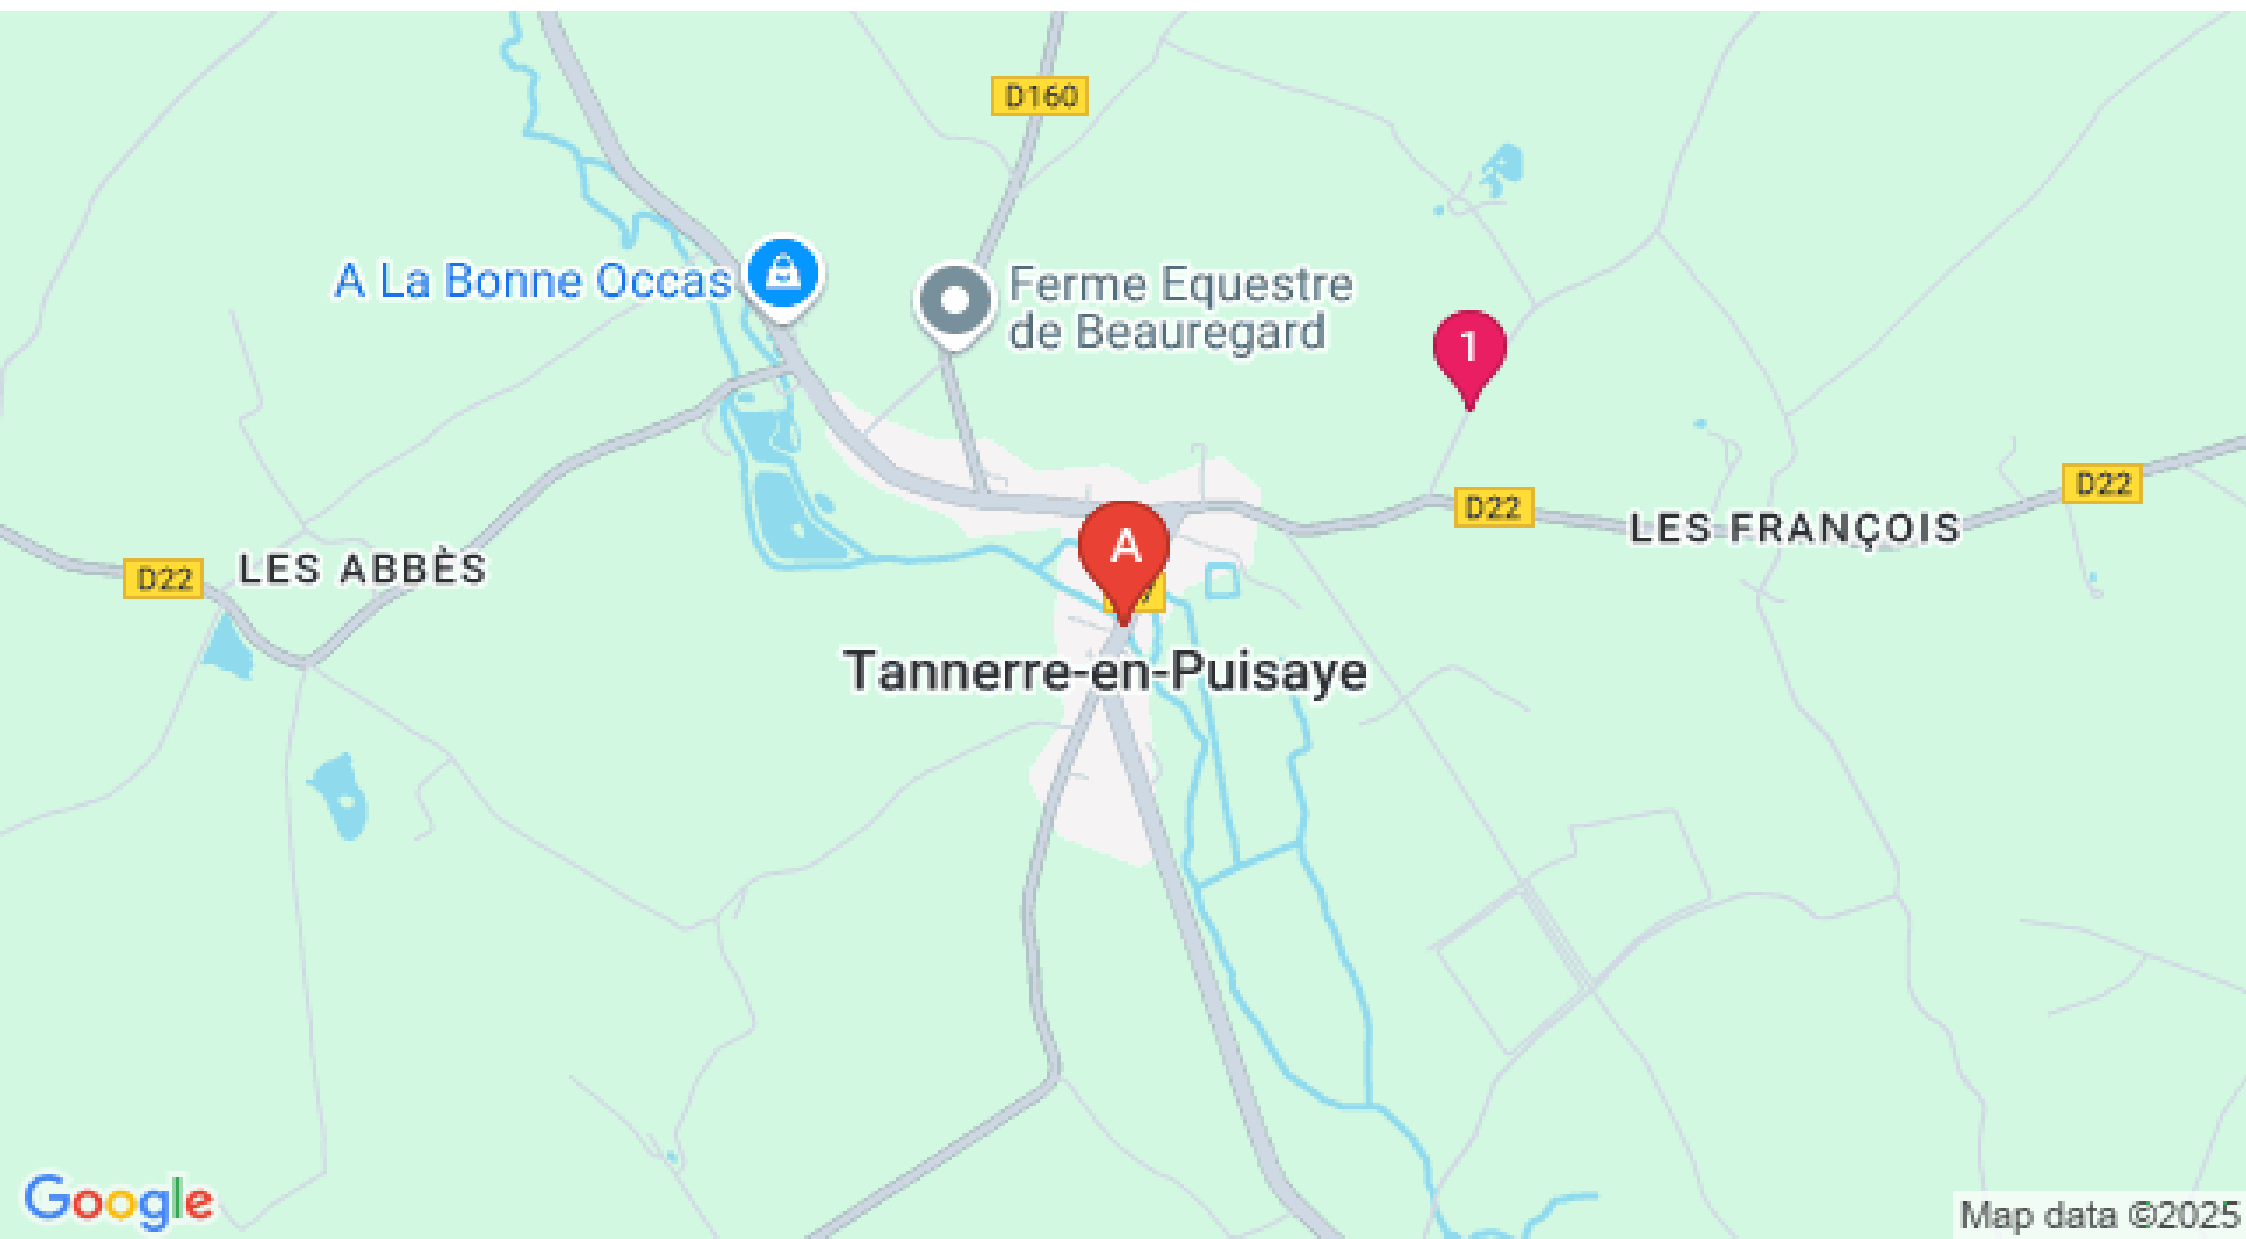 D160
A La Bonne Occas
Ferme Equestre
de Beauregard
1
D22
D22
LES FRANÇOIS
A
D22
LES ABBÈS
Tannerre-en-Puisaye
Google
Map data ©2025